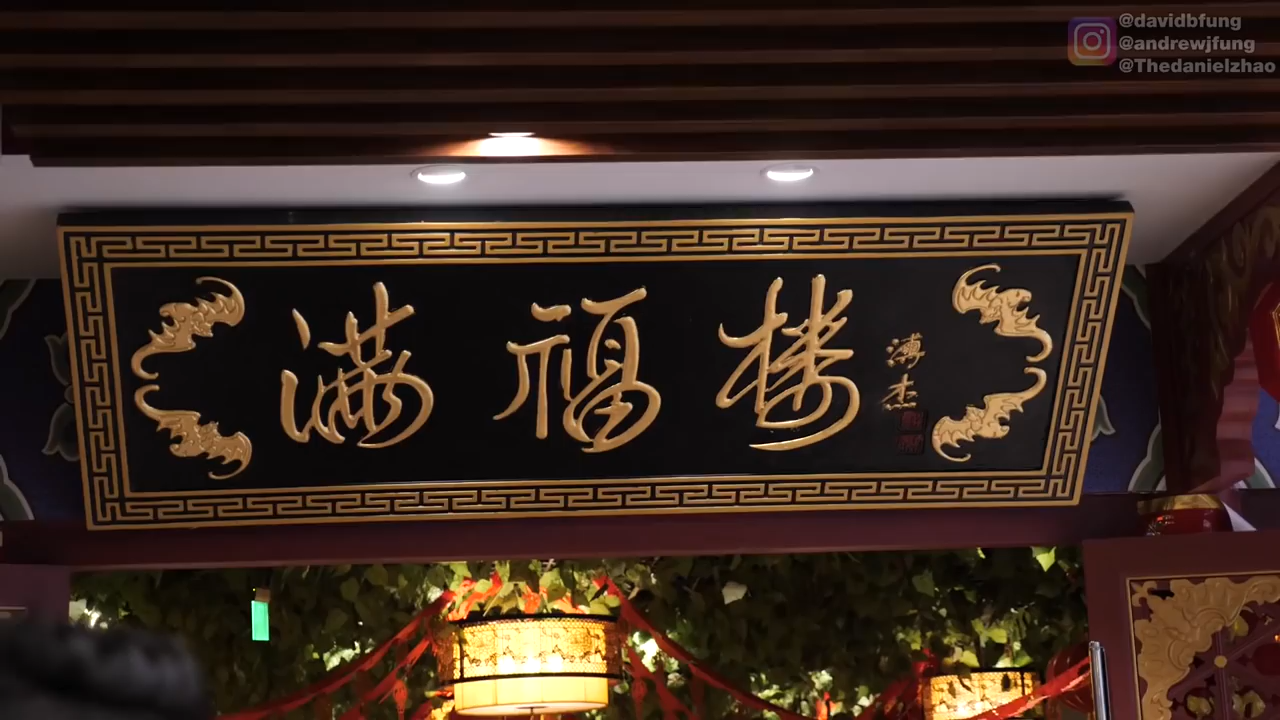 @davidbfung
@andrewjfung
@Thedanielzhao
满福楼
溥杰